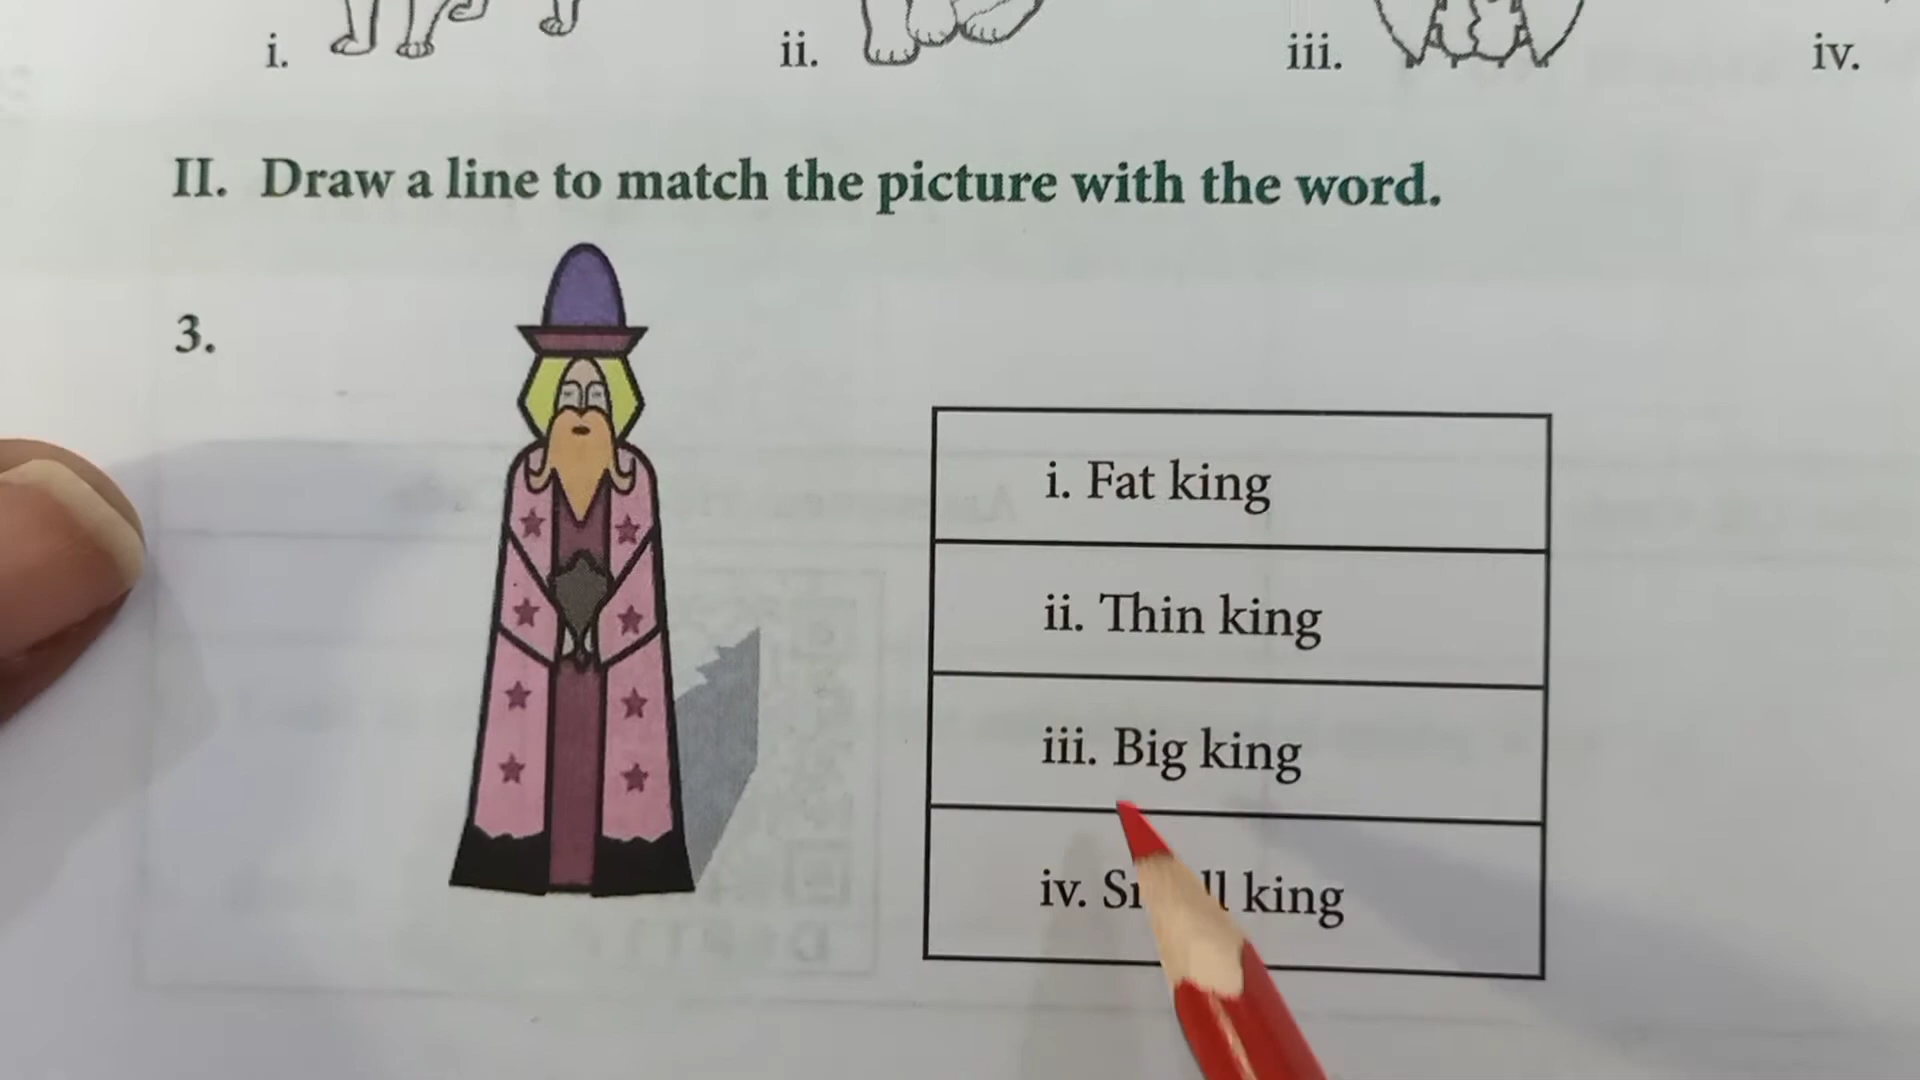 i. ii. iii. iv.
II. Draw a line to match the picture with the word.
3.
i. Fat king
ii. Thin king
iii. Big king
iv. king